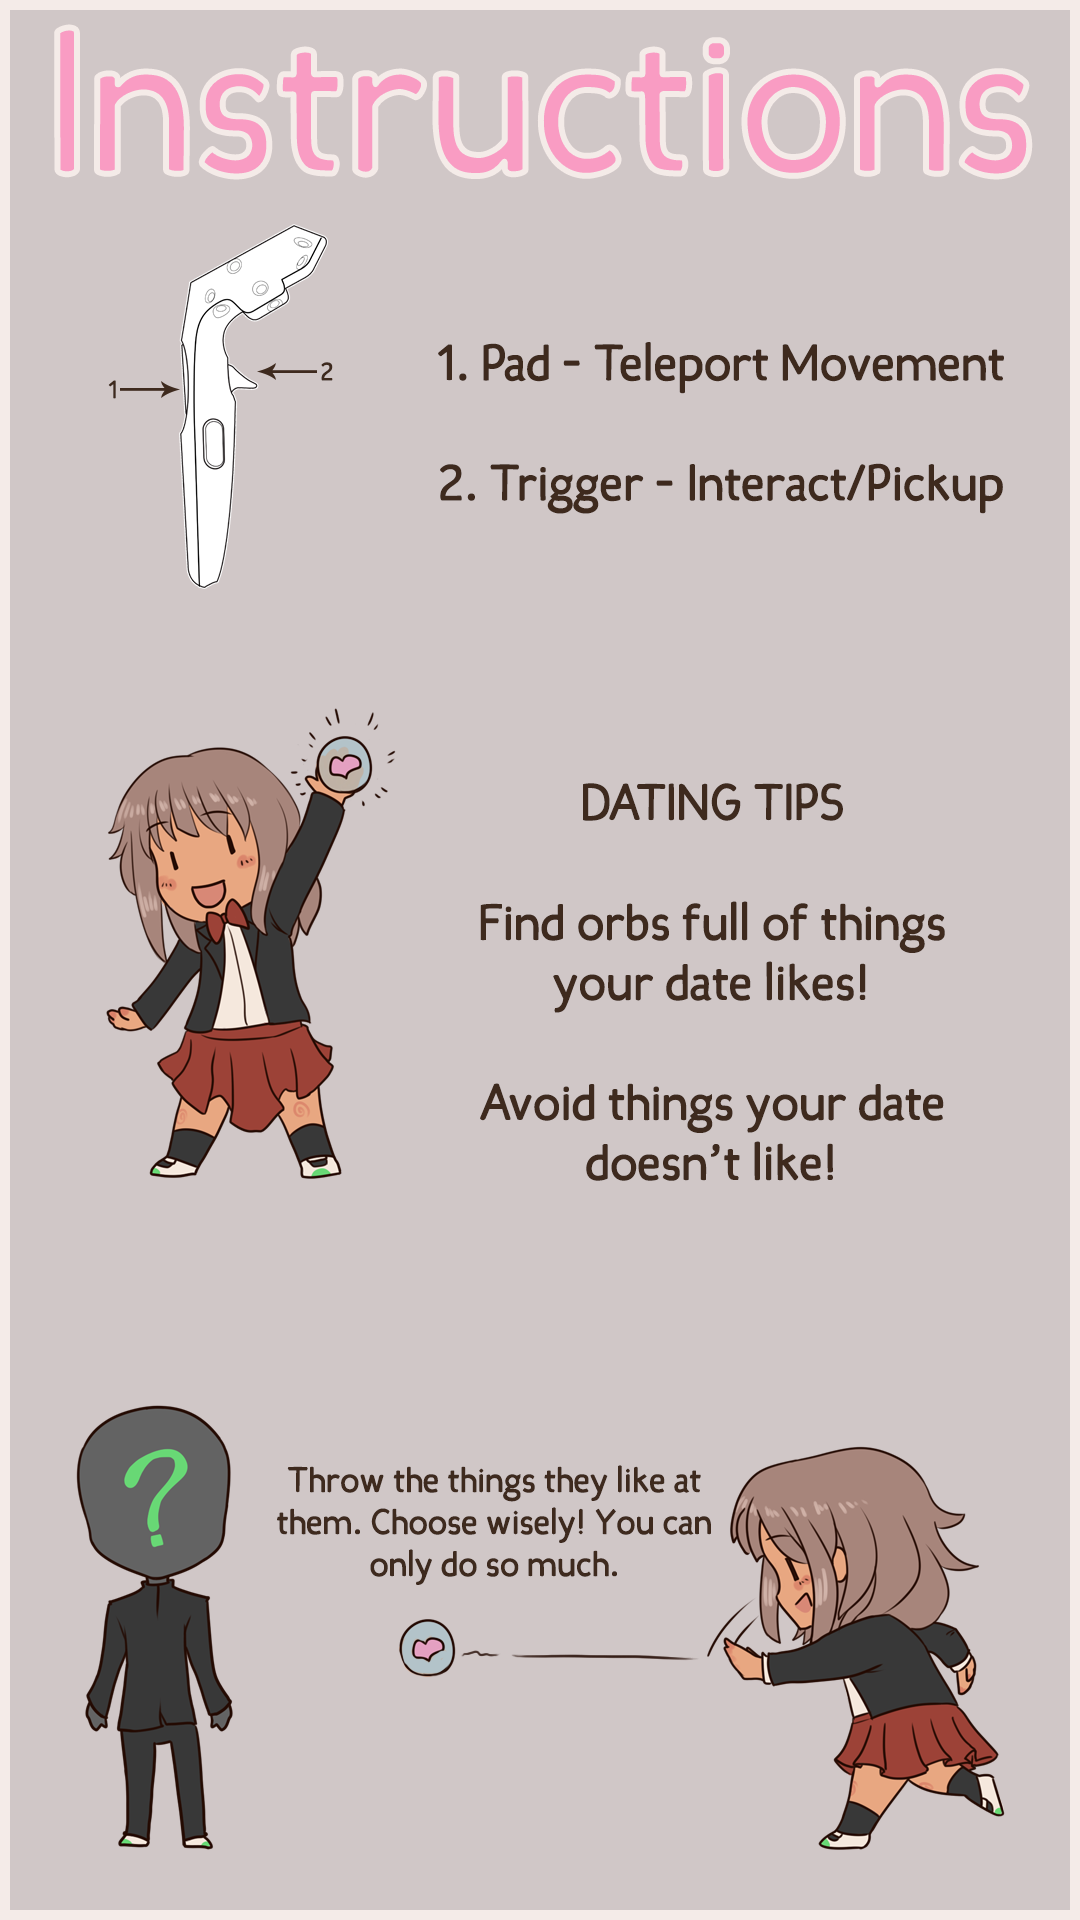 Instructions
1
2
1. Pad - Teleport Movement
2. Trigger - Interact/Pickup
DATING TIPS
Find orbs full of things
your date likes!
Avoid things your date
doesn't like!
?
Throw the things they like at
them. Choose wisely! You can
only do so much.